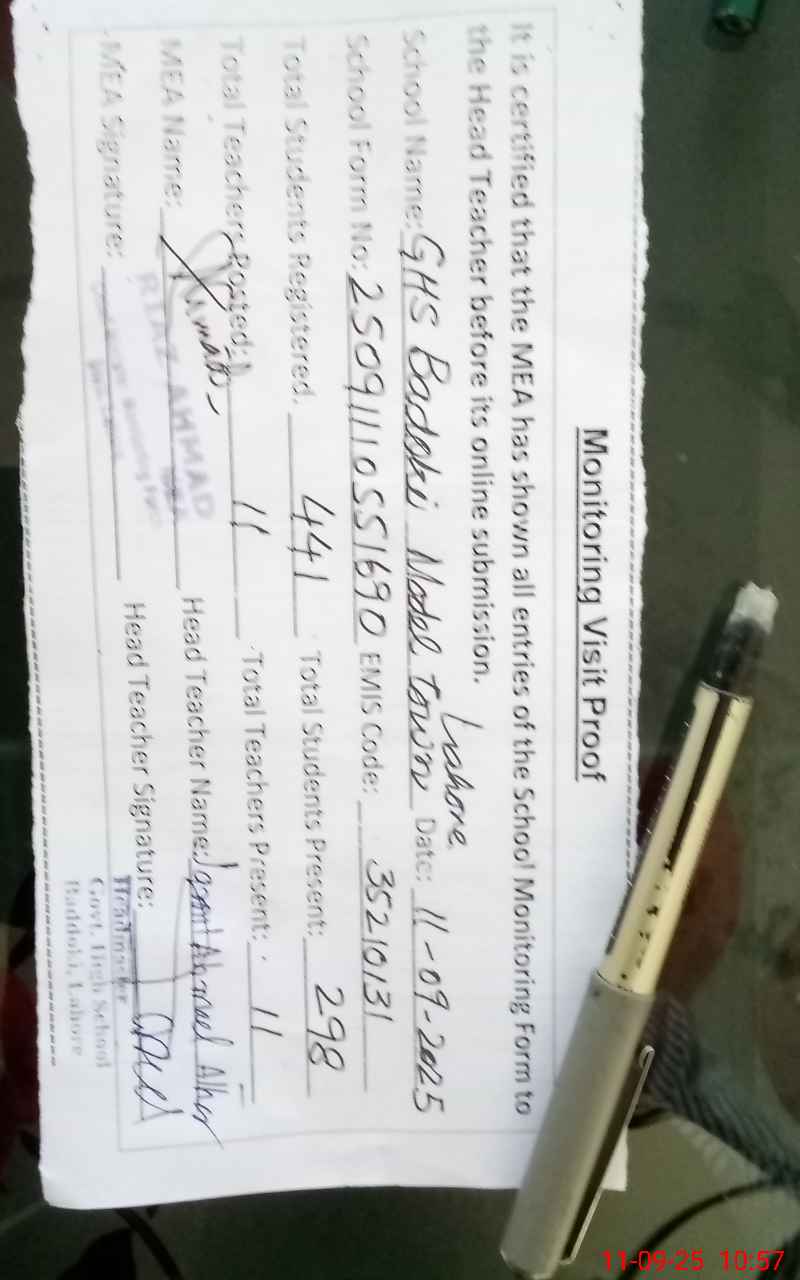 Monitoring Visit Proof
It is certified that the MEA has shown all entries of the School Monitoring Form to
the Head Teacher before its online submission.
Lahore
School Name: GHS Badoki Model Town Date: 11-09-2025
School Form No: 250911105551690 EMIS Code: 35210131
Total Students Registered. 441 Total Students Present: 298
Total Teachers Posted: 11 Total Teachers Present: 11
MEA Name: Head Teacher Name: Ahmed
RIAZ AHMAD
MEA Signature: Head Teacher Signature:
Headmaster
Govt. High School
Baddoki, Lahore
11-09-25 10:57